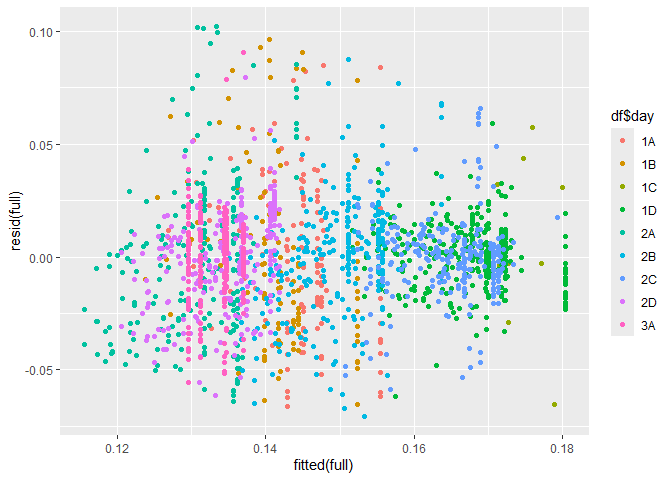 0.10
0.05
0.00
-0.05
resid(full)
0.12
0.14
0.16
0.18
fitted(full)
df$day
1A
1B
1C
1D
2A
2B
2C
2D
3A